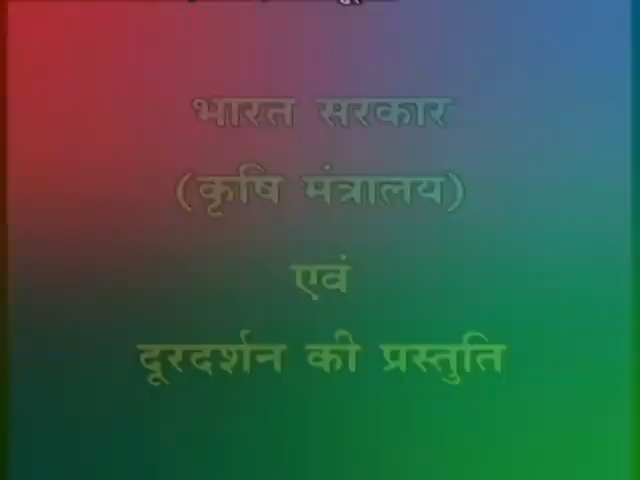 भारत सरकार
(कृषि मंत्रालय)
एवं
दूरदर्शन की प्रस्तुति